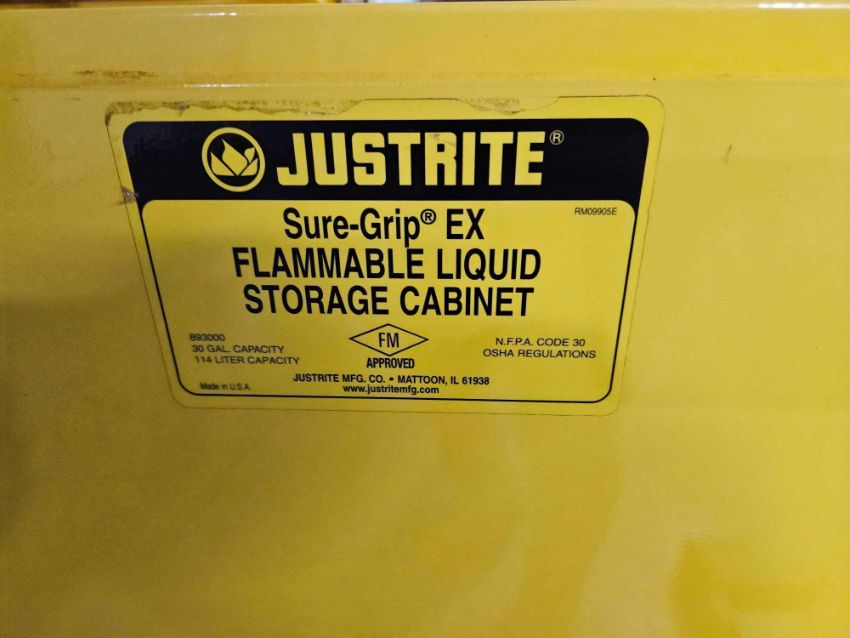 JUSTRITE®
RM09905E
Sure-Grip® EX
FLAMMABLE LIQUID
STORAGE CABINET
893000
30 GAL. CAPACITY
114 LITER CAPACITY
FM
APPROVED
N.F.P.A. CODE 30
OSHA REGULATIONS
JUSTRITE MFG. CO. • MATTOON, IL 61938
Made in U.S.A.
www.justritemfg.com